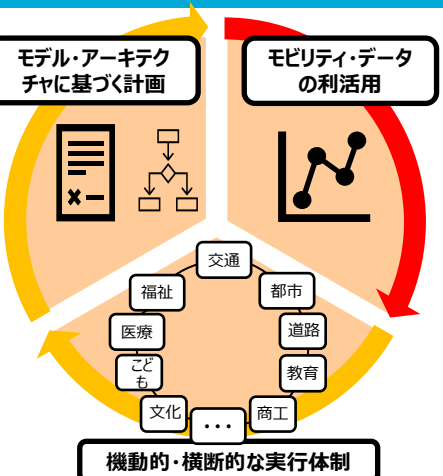 モデル・アーキテク
チャに基づく計画
モビリティ・データ
の利活用
交通
福祉
都市
医療
道路
こど
も
教育
文化
商工
・・・
機動的・横断的な実行体制